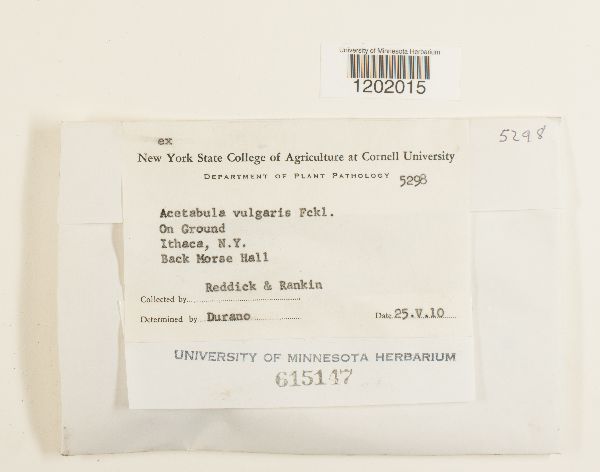 University of Minnesota Herbarium
1202015
5298
ex
New York State College of Agriculture at Cornell University
Department of Plant Pathology 5298
Acetabula vulgaris Fckl.
On Ground
Ithaca, N.Y.
Back Morse Hall
Reddick & Rankin
Collected by
Determined by Durano Date 25.V.10
UNIVERSITY OF MINNESOTA HERBARIUM
615147